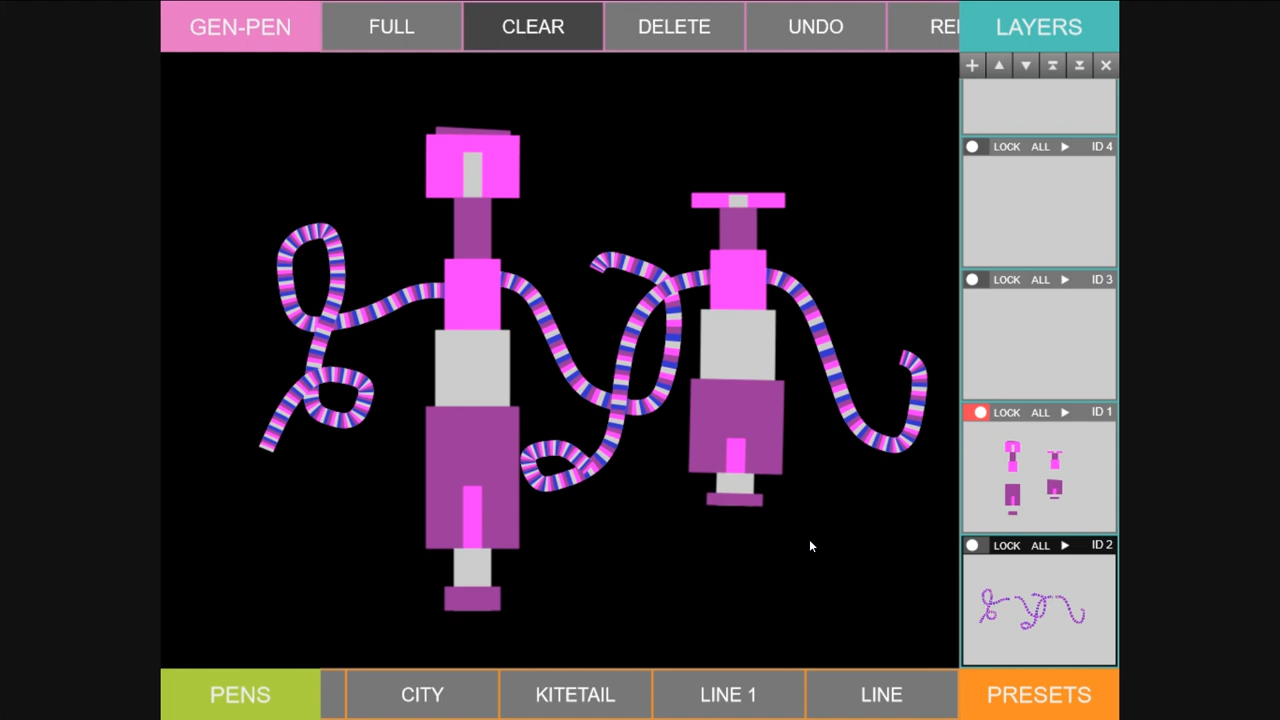 GEN-PEN FULL CLEAR DELETE UNDO LAYERS
LOCK ALL ID 4
LOCK ALL ID 3
LOCK ALL ID 1
LOCK ALL ID 2
PENS CITY KITETAIL LINE 1 LINE PRESETS